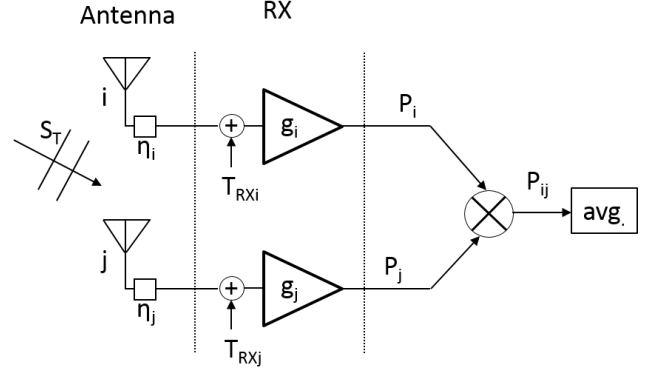 Antenna
RX
i
η_i
g_i
P_i
S_T
T_RXi
P_ij
avg.
j
η_j
g_j
P_j
T_RXj